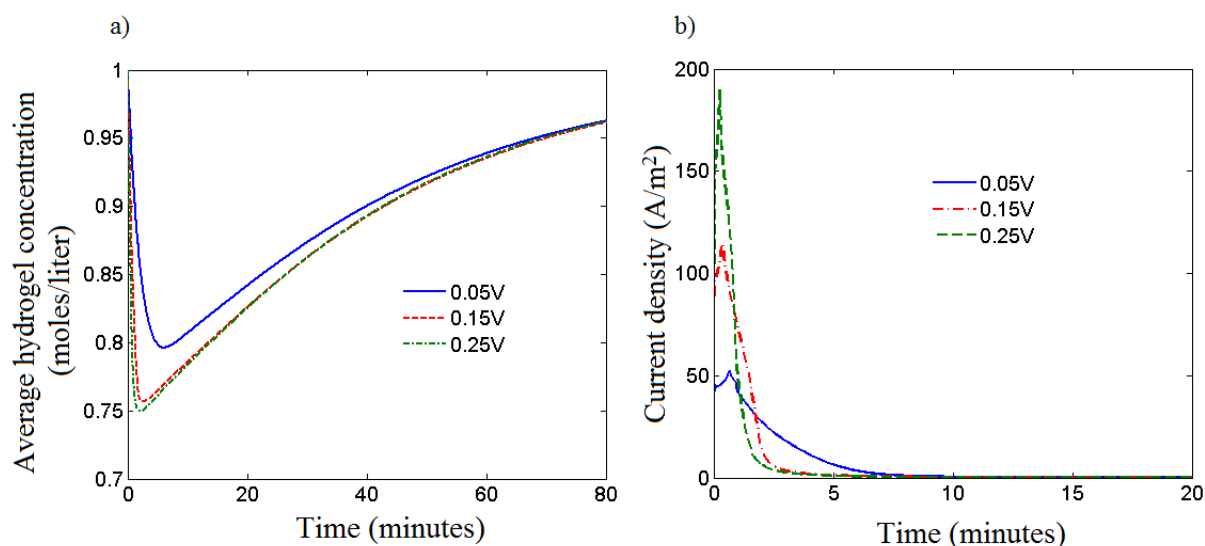 a)
Average hydrogel concentration
(moles/liter)
1
0.95
0.9
0.85
0.8
0.75
0.7
0.05V
0.15V
0.25V
0
20
40
60
80
Time (minutes)
b)
Current density (A/m²)
200
150
100
50
0
0.05V
0.15V
0.25V
0
5
10
15
20
Time (minutes)